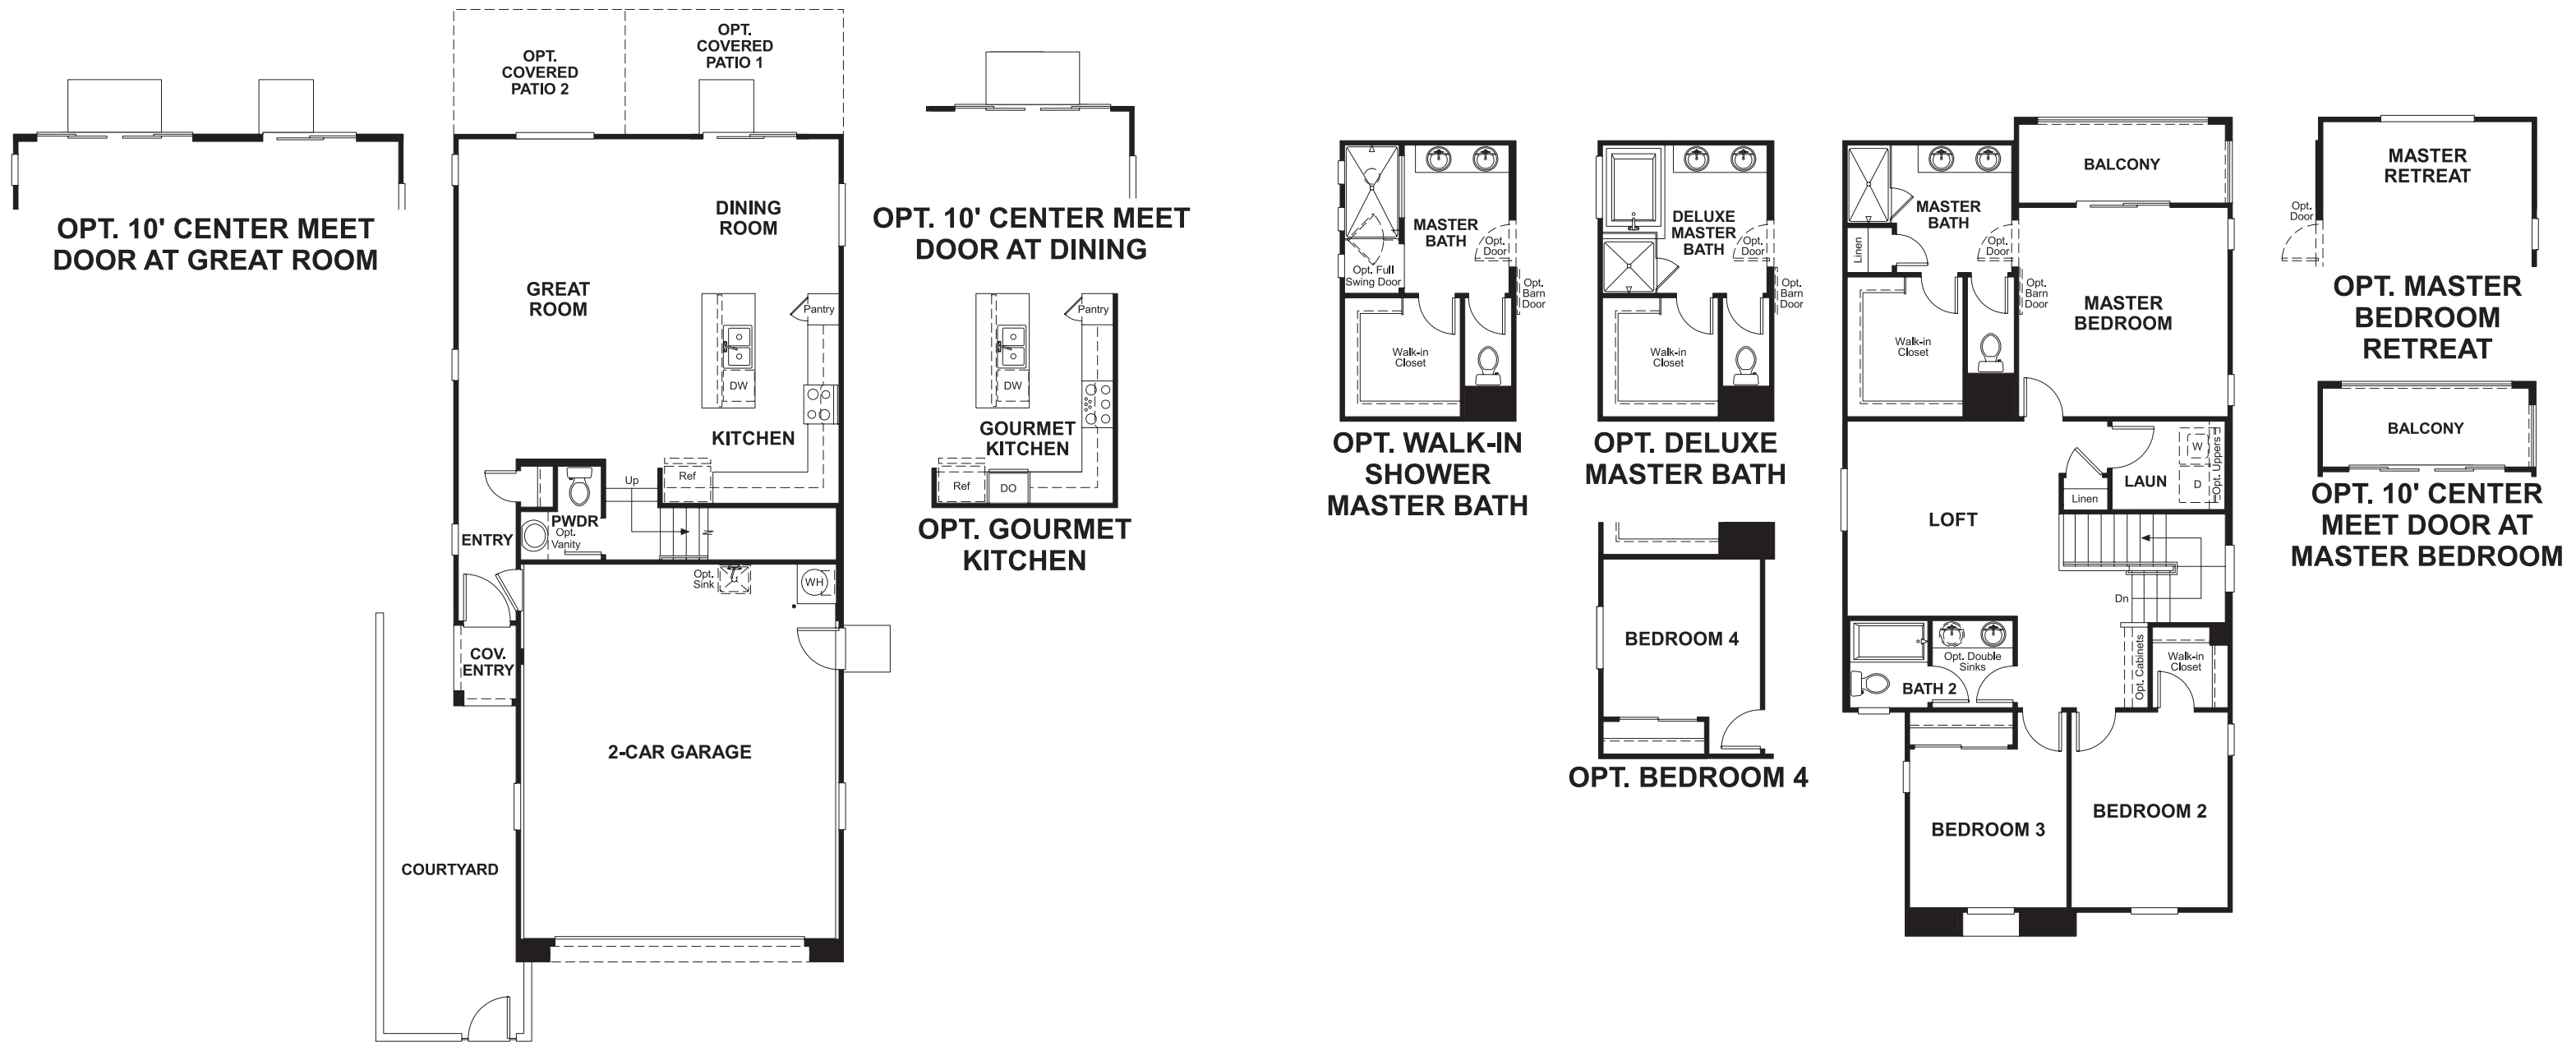 OPT.
COVERED
PATIO 2
OPT.
COVERED
PATIO 1
OPT. 10' CENTER MEET
DOOR AT GREAT ROOM
DINING
ROOM
GREAT
ROOM
Pantry
DW
KITCHEN
Ref
Up
PWDR
Opt.
Vanity
ENTRY
Opt.
Sink
WH
COV.
ENTRY
2-CAR GARAGE
COURTYARD
OPT. 10' CENTER MEET
DOOR AT DINING
Pantry
DW
GOURMET
KITCHEN
Ref
DO
OPT. GOURMET
KITCHEN
MASTER
BATH
Opt.
Door
Opt. Full
Swing Door
Opt.
Barn
Door
Walk-in
Closet
OPT. WALK-IN
SHOWER
MASTER BATH
DELUXE
MASTER
BATH
Opt.
Door
Opt.
Barn
Door
Walk-in
Closet
OPT. DELUXE
MASTER BATH
BEDROOM 4
OPT. BEDROOM 4
BALCONY
MASTER
BATH
Linen
Opt.
Door
Opt.
Barn
Door
Walk-in
Closet
MASTER
BEDROOM
W
D
Opt. Uppers
LAUN
Linen
LOFT
Dn
Opt. Double
Sinks
BATH 2
Opt. Cabinets
Walk-in
Closet
BEDROOM 3
BEDROOM 2
MASTER
RETREAT
Opt.
Door
OPT. MASTER
BEDROOM
RETREAT
BALCONY
OPT. 10' CENTER
MEET DOOR AT
MASTER BEDROOM